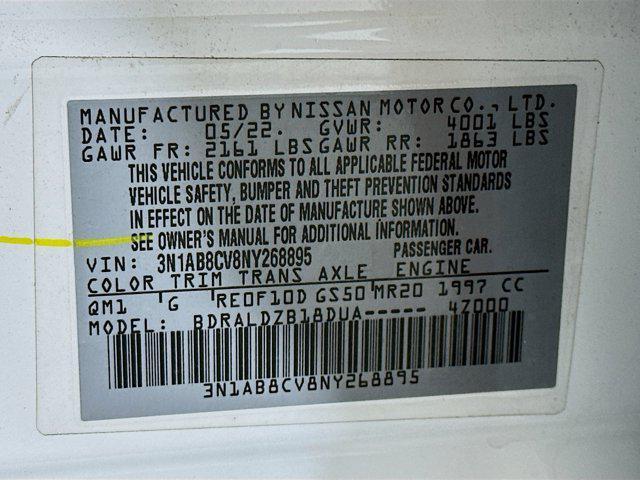 MANUFACTURED BY NISSAN MOTOR CO., LTD.
DATE: 05/22. GVWR: 4001 LBS
GAWR FR: 2161 LBS GAWR RR: 1863 LBS
THIS VEHICLE CONFORMS TO ALL APPLICABLE FEDERAL MOTOR
VEHICLE SAFETY, BUMPER AND THEFT PREVENTION STANDARDS
IN EFFECT ON THE DATE OF MANUFACTURE SHOWN ABOVE.
SEE OWNER'S MANUAL FOR ADDITIONAL INFORMATION.
VIN: 3N1AB8CV8NY268895 PASSENGER CAR.
COLOR TRIM TRANS AXLE ENGINE
QM1 G RE0F10D GS50 MR20 1997 CC
MODEL: BDRALDZB18DUA----- 4Z000
3N1AB8CV8NY268895